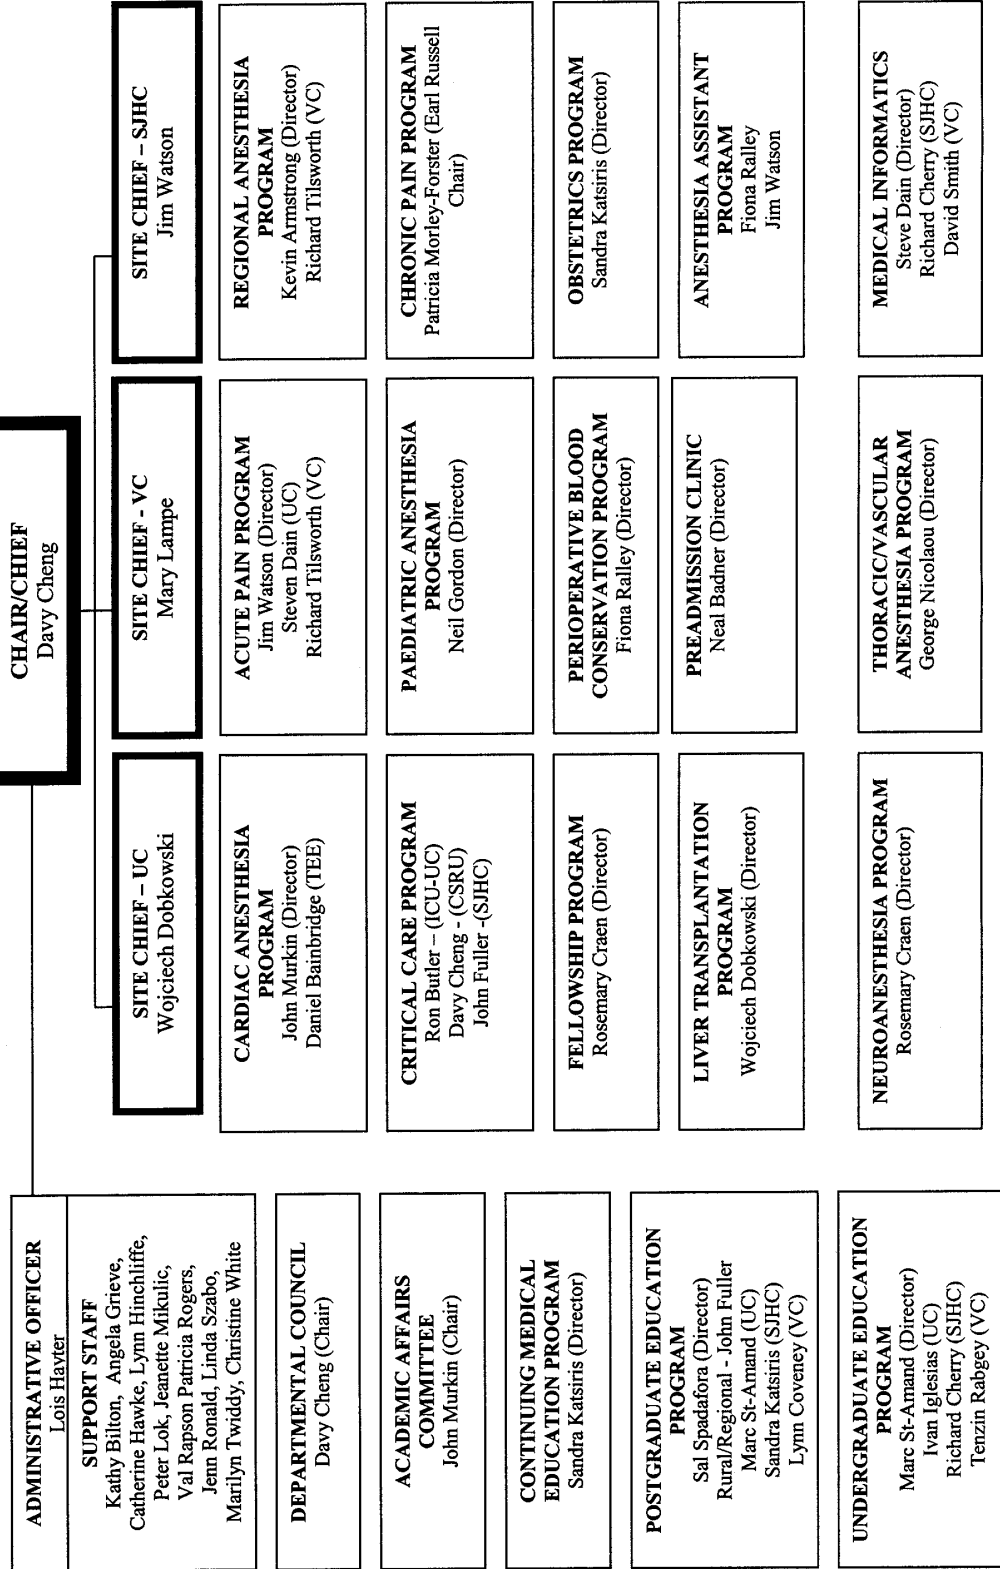 CHAIR/CHIEF
Davy Cheng
ADMINISTRATIVE OFFICER
Lois Hayter
SUPPORT STAFF
Kathy Bilton, Angela Grieve,
Catherine Hawke, Lynn Hinchliffe,
Peter Lok, Jeanette Mikulic,
Val Rapson Patricia Rogers,
Jenn Ronald, Linda Szabo,
Marilyn Twiddy, Christine White
DEPARTMENTAL COUNCIL
Davy Cheng (Chair)
ACADEMIC AFFAIRS
COMMITTEE
John Murkin (Chair)
CONTINUING MEDICAL
EDUCATION PROGRAM
Sandra Katsiris (Director)
POSTGRADUATE EDUCATION
PROGRAM
Sal Spadafora (Director)
Rural/Regional - John Fuller
Marc St-Amand (UC)
Sandra Katsiris (SJHC)
Lynn Coveney (VC)
UNDERGRADUATE EDUCATION
PROGRAM
Marc St-Amand (Director)
Ivan Iglesias (UC)
Richard Cherry (SJHC)
Tenzin Rabgey (VC)
SITE CHIEF – UC
Wojciech Dobkowski
CARDIAC ANESTHESIA
PROGRAM
John Murkin (Director)
Daniel Bainbridge (TEE)
CRITICAL CARE PROGRAM
Ron Butler – (ICU-UC)
Davy Cheng - (CSRU)
John Fuller -(SJHC)
FELLOWSHIP PROGRAM
Rosemary Craen (Director)
LIVER TRANSPLANTATION
PROGRAM
Wojciech Dobkowski (Director)
NEUROANESTHESIA PROGRAM
Rosemary Craen (Director)
SITE CHIEF - VC
Mary Lampe
ACUTE PAIN PROGRAM
Jim Watson (Director)
Steven Dain (UC)
Richard Tilsworth (VC)
PAEDIATRIC ANESTHESIA
PROGRAM
Neil Gordon (Director)
PERIOPERATIVE BLOOD
CONSERVATION PROGRAM
Fiona Ralley (Director)
PREADMISSION CLINIC
Neal Badner (Director)
THORACIC/VASCULAR
ANESTHESIA PROGRAM
George Nicolaou (Director)
SITE CHIEF – SJHC
Jim Watson
REGIONAL ANESTHESIA
PROGRAM
Kevin Armstrong (Director)
Richard Tilsworth (VC)
CHRONIC PAIN PROGRAM
Patricia Morley-Forster (Earl Russell
Chair)
OBSTETRICS PROGRAM
Sandra Katsiris (Director)
ANESTHESIA ASSISTANT
PROGRAM
Fiona Ralley
Jim Watson
MEDICAL INFORMATICS
Steve Dain (Director)
Richard Cherry (SJHC)
David Smith (VC)